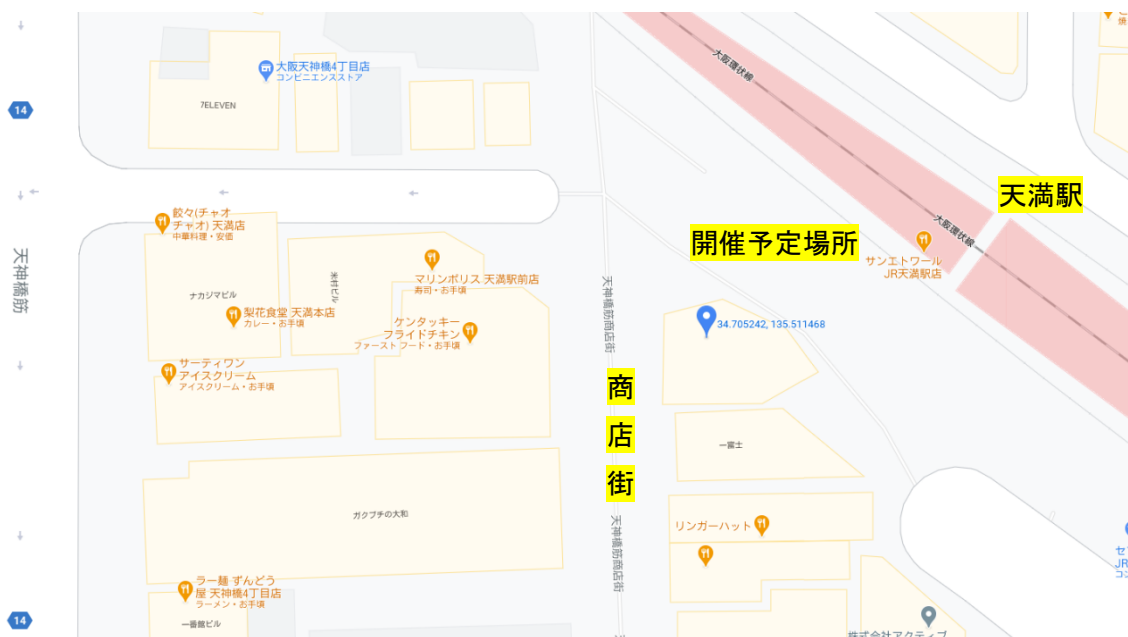 大阪環状線
大阪天神橋4丁目店
コンビニエンスストア
7ELEVEN
14
天満駅
大阪環状線
餃々(チャオ
チャオ) 天満店
中華料理・安価
開催予定場所
サンエトワール
JR天満駅店
天神橋筋
マリンポリス 天満駅前店
寿司・お手頃
米村ビル
ナカジマビル
天神橋筋商店街
梨花食堂 天満本店
カレー・お手頃
ケンタッキー
フライドチキン
ファースト フード・お手頃
34.705242, 135.511468
サーティワン
アイスクリーム
アイスクリーム・お手頃
商
店
街
一富士
ガクブチの大和
リンガーハット
天神橋筋商店街
ラー麺 ずんどう
屋 天神橋4丁目店
ラーメン・お手頃
一番館ビル
14
株式会社アクティブ